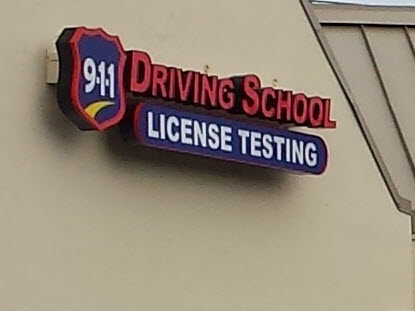 9-1-1
DRIVING SCHOOL
LICENSE TESTING